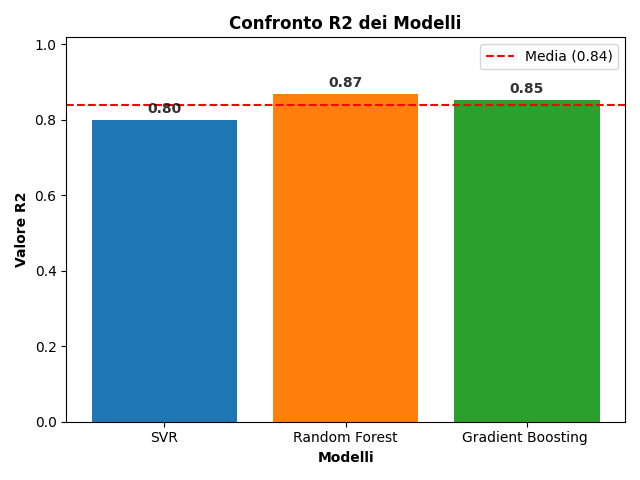 Confronto R2 dei Modelli
Media (0.84)
1.0
0.8
0.6
0.4
0.2
0.0
Valore R2
0.80
0.87
0.85
SVR
Random Forest
Gradient Boosting
Modelli